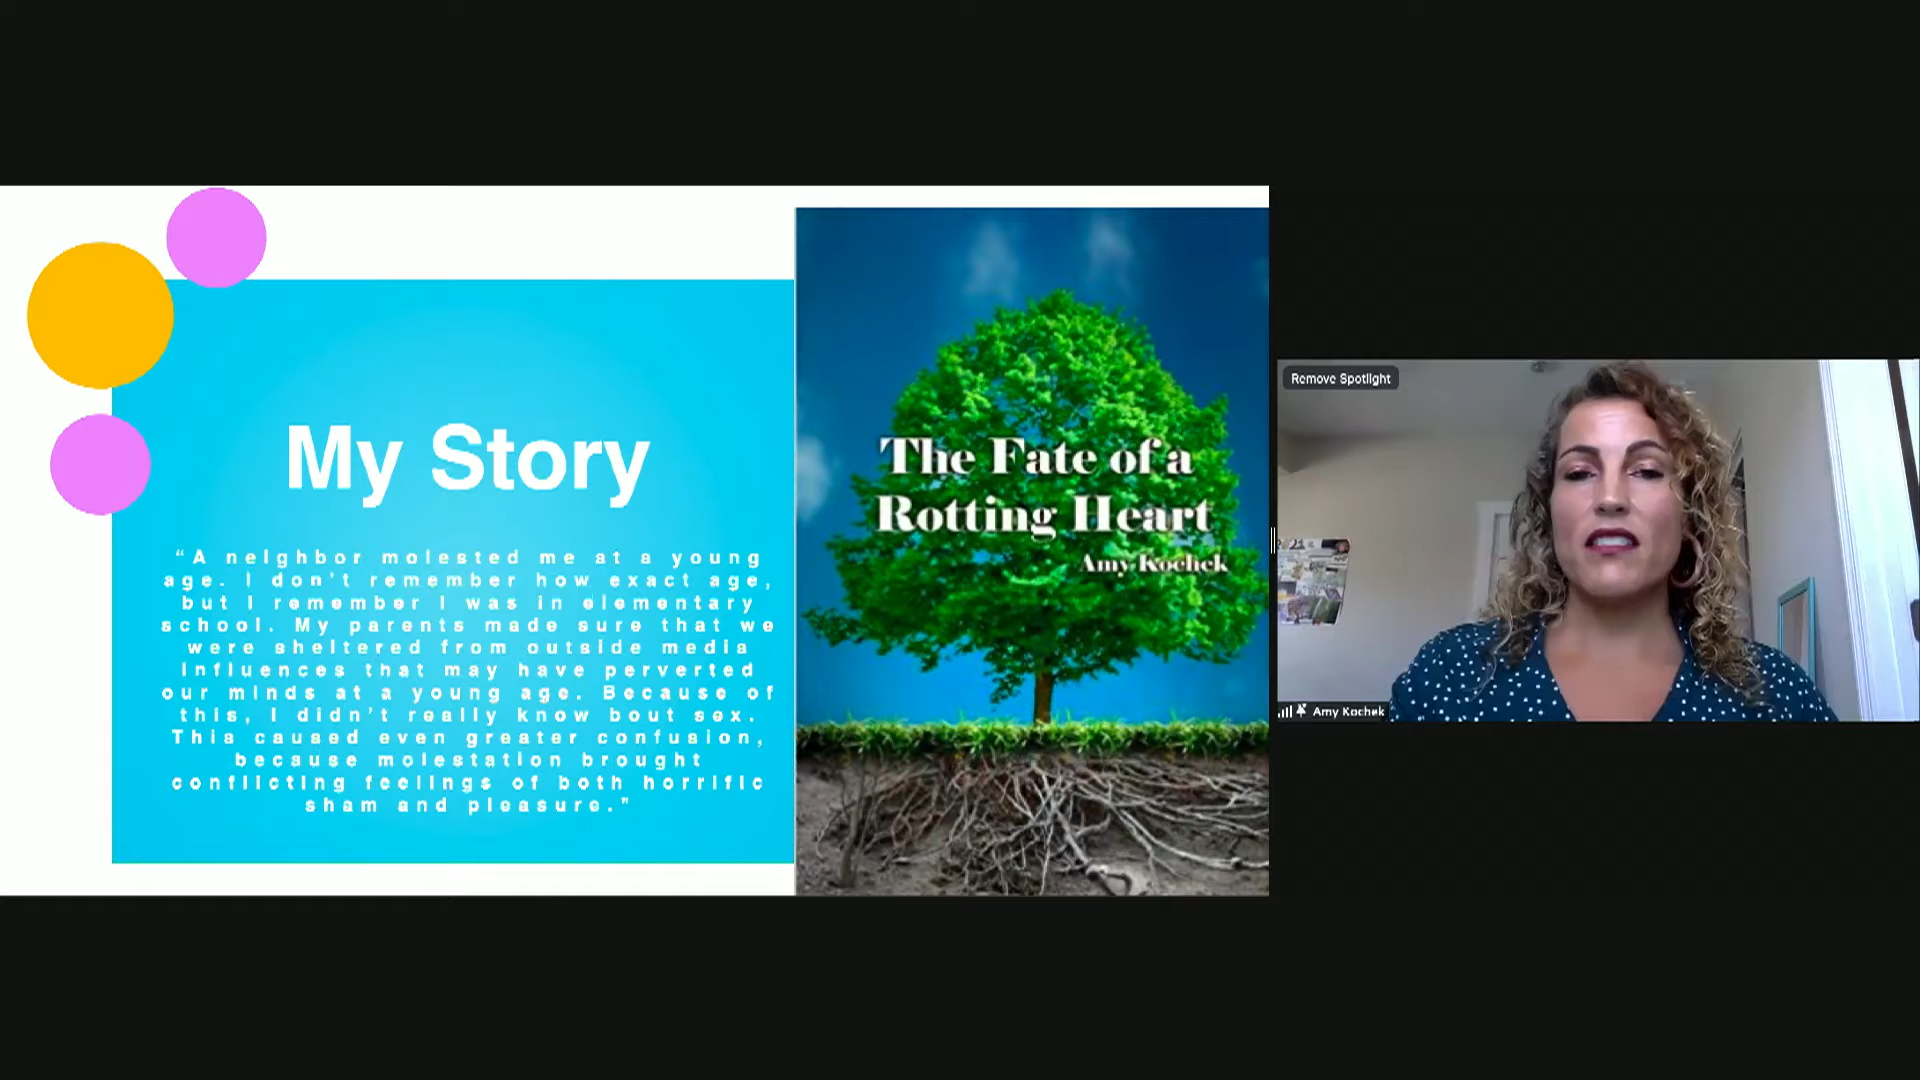 My Story
"A neighbor molested me at a young
age. I don't remember how exact age,
but I remember I was in elementary
school. My parents made sure that we
were sheltered from outside media
influences that may have perverted
our minds at a young age. Because of
this, I didn't really know bout sex.
This caused even greater confusion,
because molestation brought
conflicting feelings of both horrific
sham and pleasure."
The Fate of a
Rotting Heart
Amy Kochek
Remove Spotlight
Amy Kochek